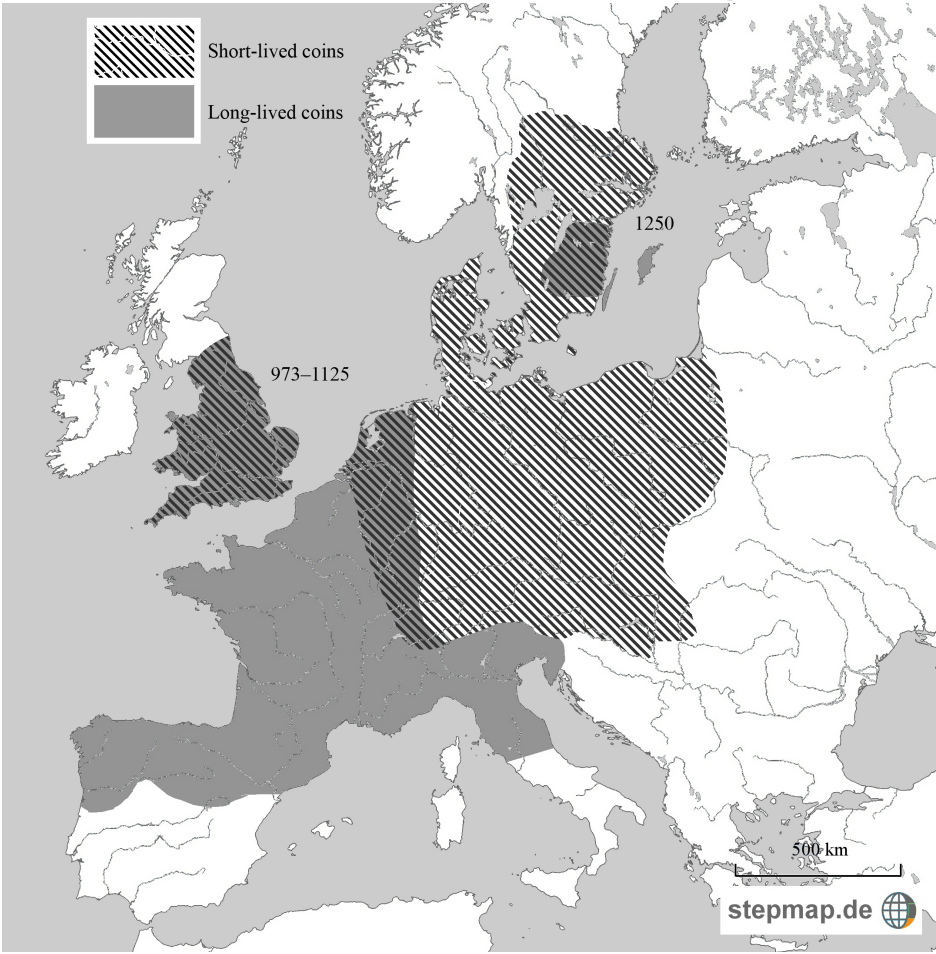 Short-lived coins
Long-lived coins
1250
973–1125
500 km
stepmap.de